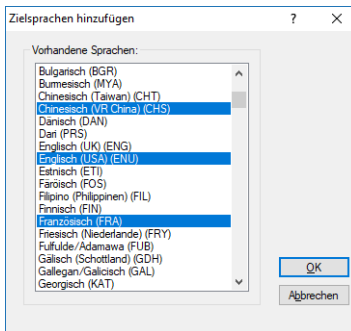 Zielsprachen hinzufügen
Vorhandene Sprachen:
Bulgarisch (BGR)
Burmesisch (MYA)
Chinesisch (Taiwan) (CHT)
Chinesisch (VR China) (CHS)
Dänisch (DAN)
Dari (PRS)
Englisch (UK) (ENG)
Englisch (USA) (ENU)
Estnisch (ETI)
Färöisch (FOS)
Filipino (Philippinen) (FIL)
Finnisch (FIN)
Französisch (FRA)
Friesisch (Niederlande) (FRY)
Fulfulde/Adamawa (FUB)
Gälisch (Schottland) (GDH)
Gallegan/Galicisch (GAL)
Georgisch (KAT)
OK
Abbrechen